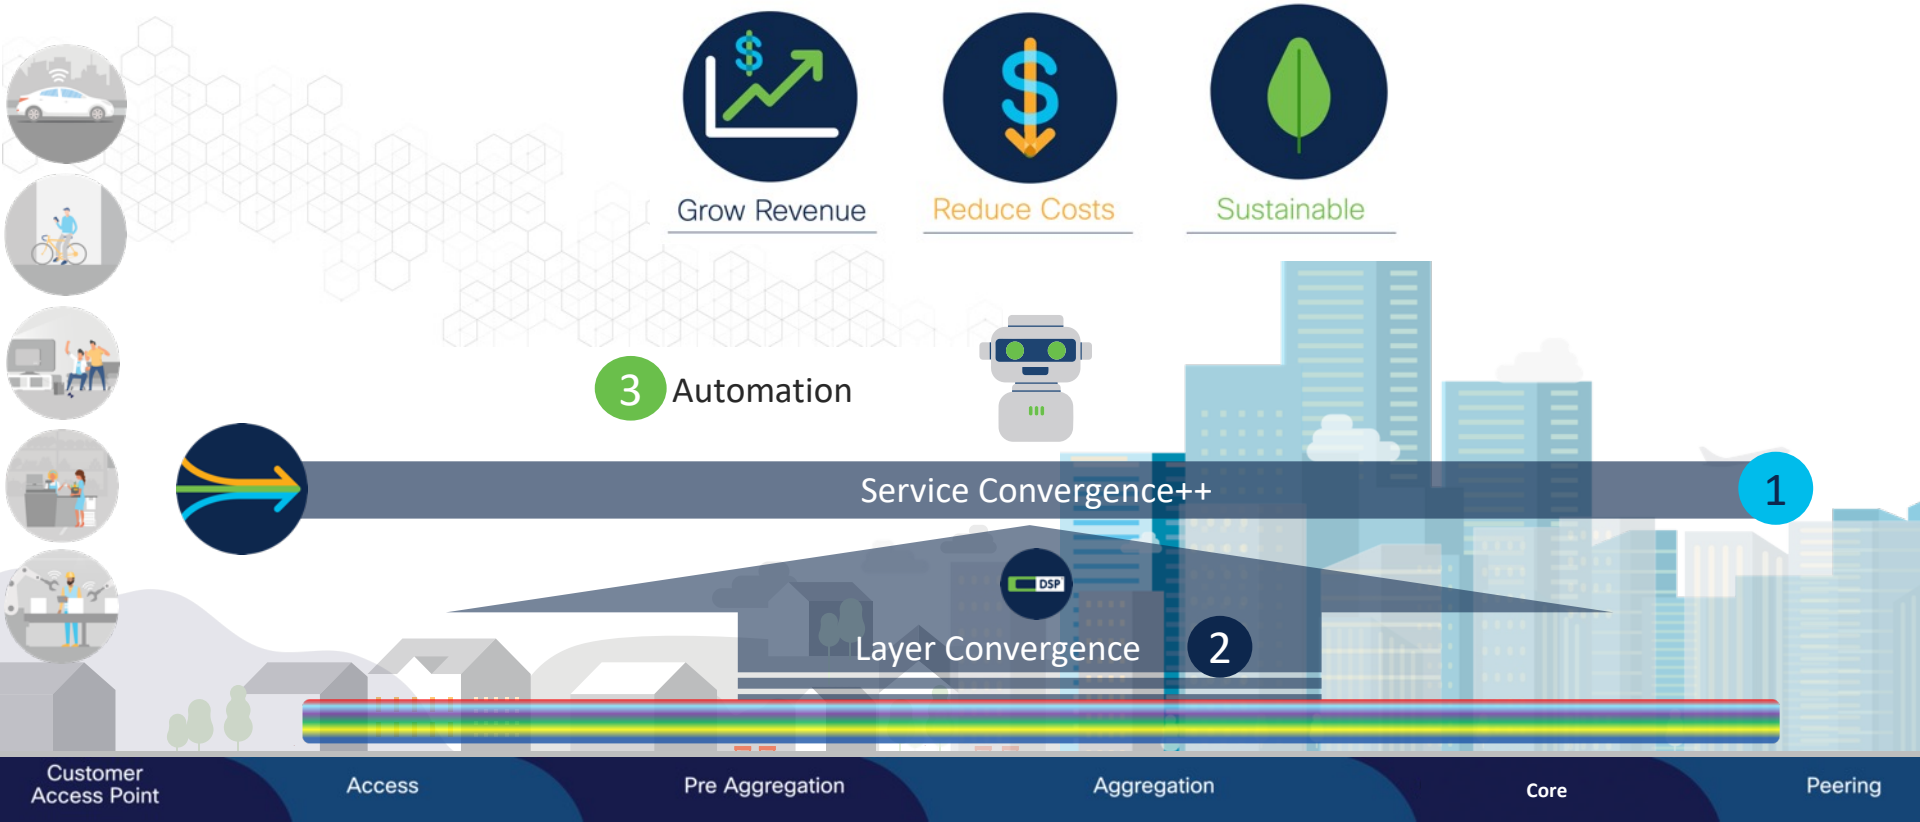 Grow Revenue
Reduce Costs
Sustainable
3 Automation
Service Convergence++
1
DSP
Layer Convergence
2
Customer
Access Point
Access
Pre Aggregation
Aggregation
Core
Peering